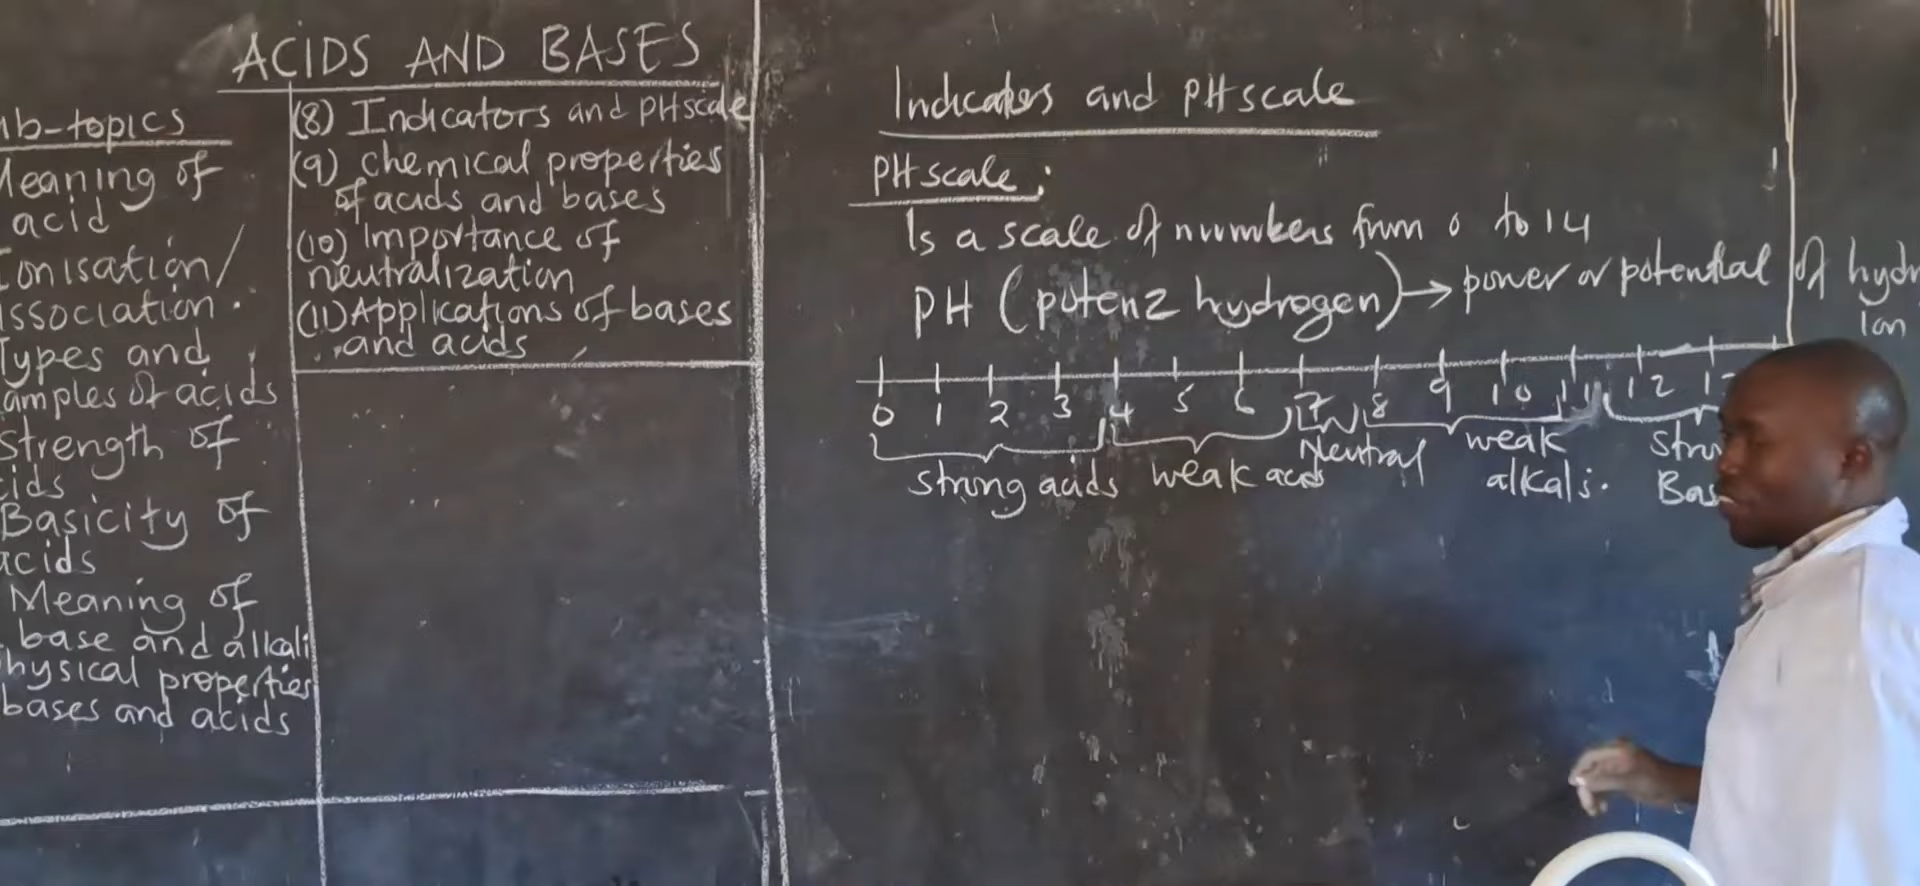 ACIDS AND BASES
ub-topics
Meaning of
acid
Ionisation/
issociation.
Types and
amples of acids
Strength of
cids
Basicity of
acids
Meaning of
base and alkali
hysical properties
bases and acids
(8) Indicators and PH scale
(9) chemical properties
of acids and bases
(10) Importance of
neutralization
(11) Applications of bases
and acids
Indicators and PH scale
PH scale:
Is a scale of numbers from 0 to 14
PH (potenz hydrogen) → power or potential of hydr
Ion
0 1 2 3 4 5 6 7 8 9 10 11 12
strong acids weak acids Neutral weak alkali. Stro Bas